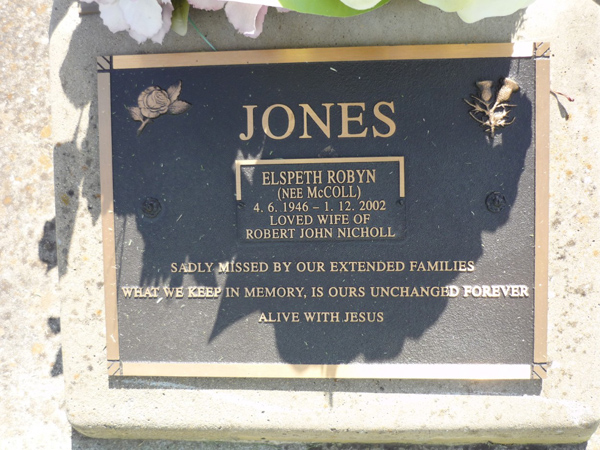 JONES
ELSPETH ROBYN
(NEE McCOLL)
4. 6. 1946 – 1. 12. 2002
LOVED WIFE OF
ROBERT JOHN NICHOLL
SADLY MISSED BY OUR EXTENDED FAMILIES
WHAT WE KEEP IN MEMORY, IS OURS UNCHANGED FOREVER
ALIVE WITH JESUS